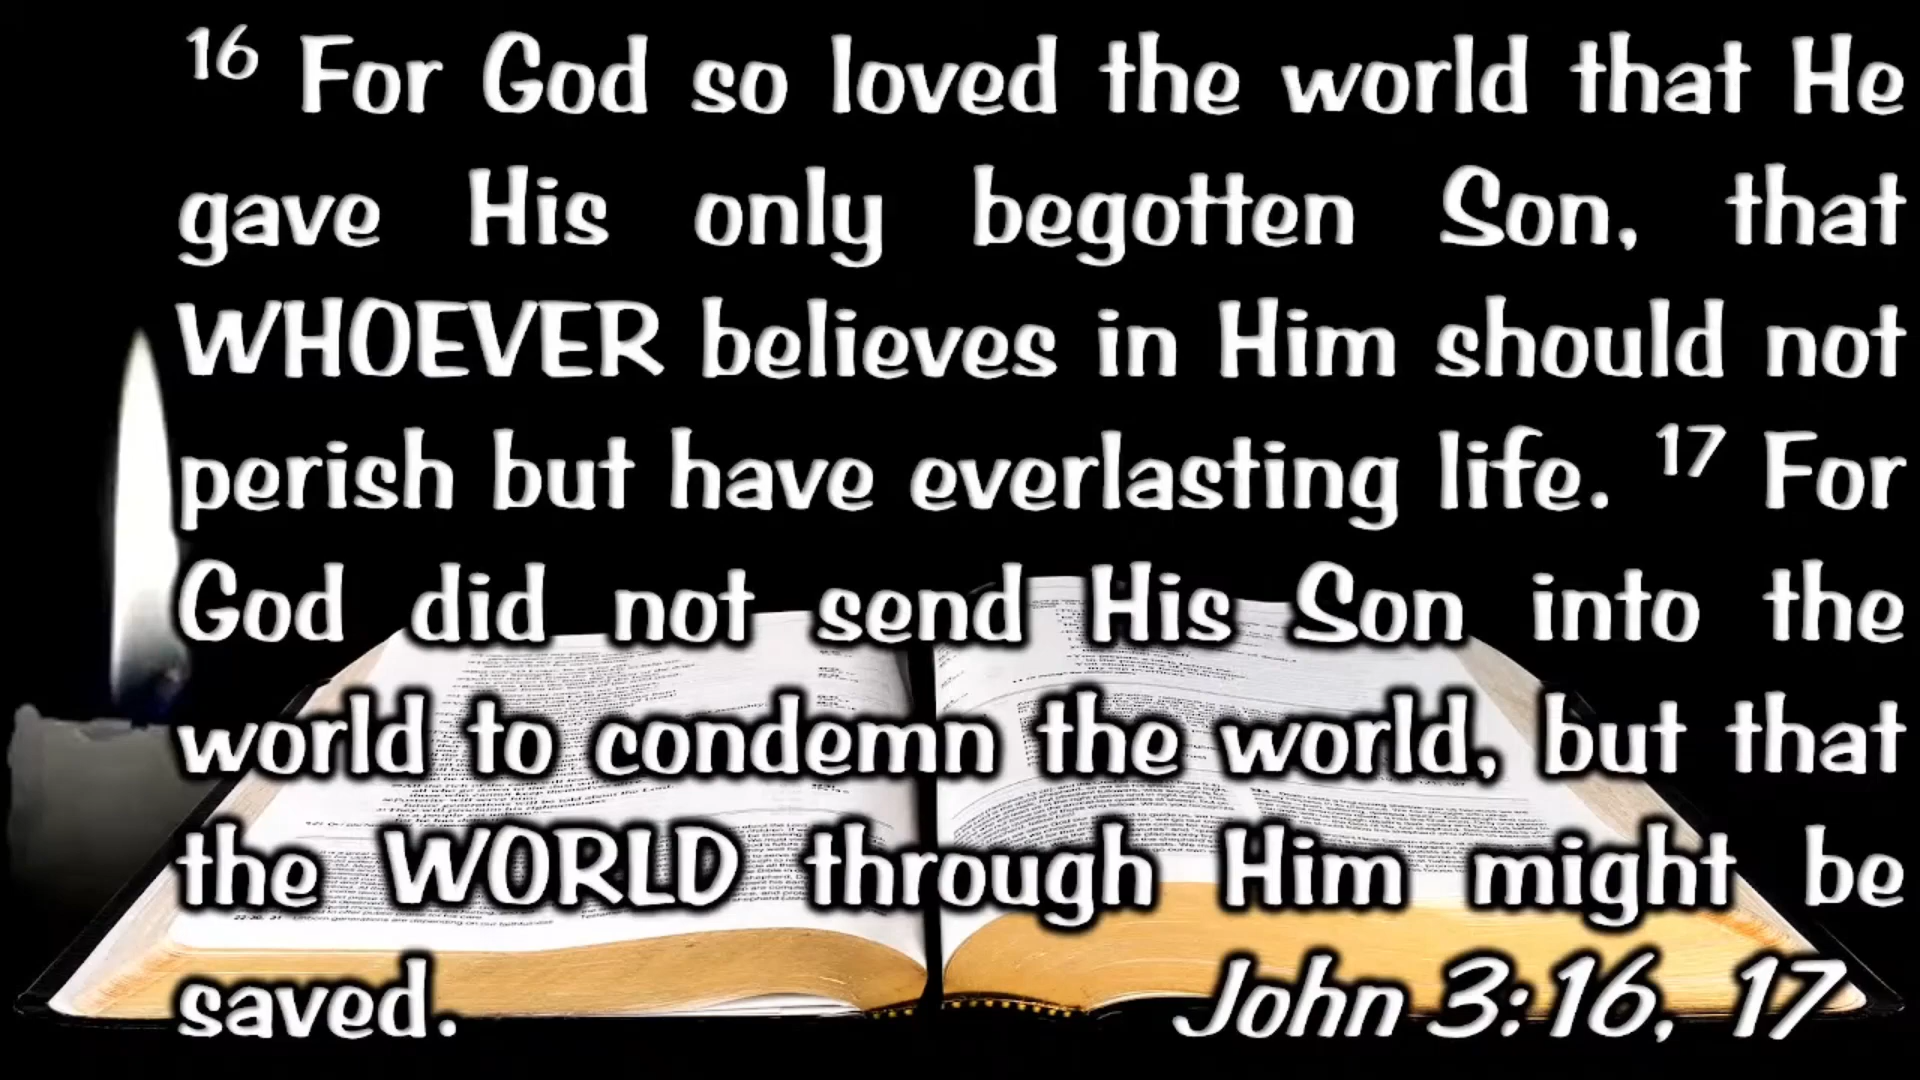 16 For God so loved the world that He
gave His only begotten Son, that
WHOEVER believes in Him should not
perish but have everlasting life. 17 For
God did not send His Son into the
world to condemn the world, but that
the WORLD through Him might be
saved. John 3:16, 17